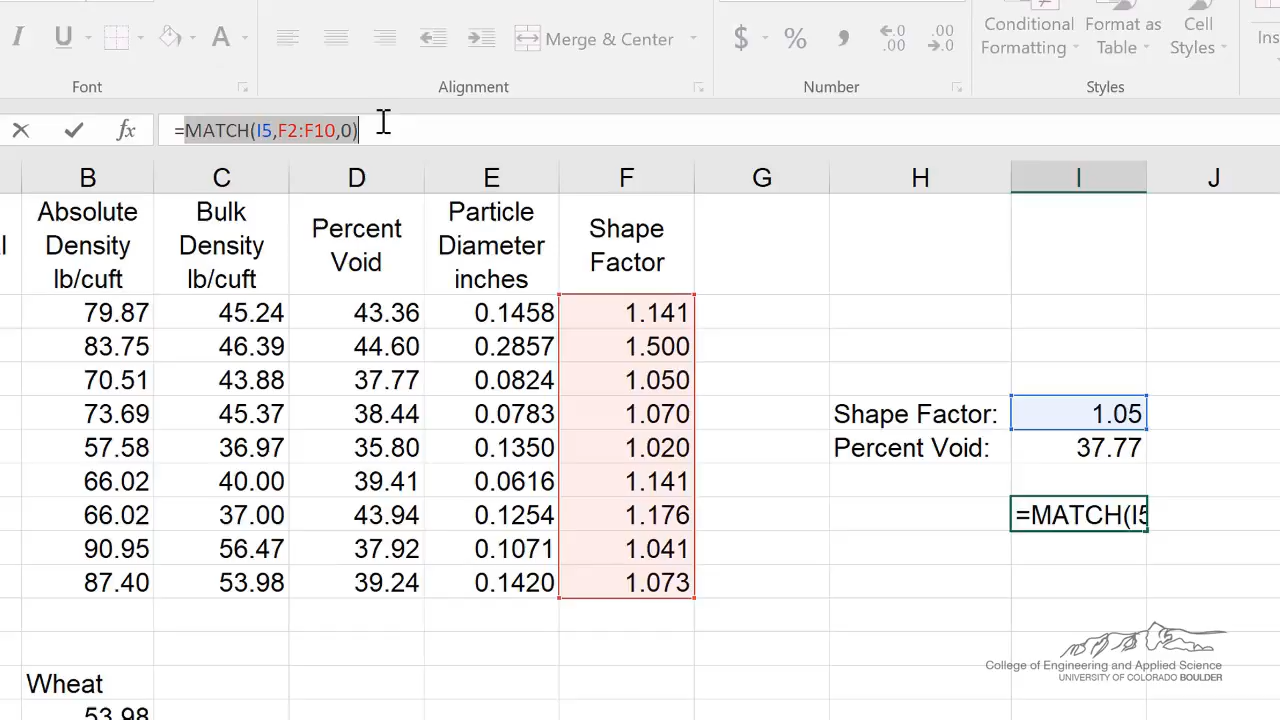 I U A Merge & Center $ % , Conditional Formatting Format as Table Cell Styles Ins
Font Alignment Number Styles
fx =MATCH(I5,F2:F10,0)
B C D E F G H I J
l Absolute Density lb/cuft Bulk Density lb/cuft Percent Void Particle Diameter inches Shape Factor
79.87 45.24 43.36 0.1458 1.141
83.75 46.39 44.60 0.2857 1.500
70.51 43.88 37.77 0.0824 1.050
73.69 45.37 38.44 0.0783 1.070 Shape Factor: 1.05
57.58 36.97 35.80 0.1350 1.020 Percent Void: 37.77
66.02 40.00 39.41 0.0616 1.141
66.02 37.00 43.94 0.1254 1.176 =MATCH(I5
90.95 56.47 37.92 0.1071 1.041
87.40 53.98 39.24 0.1420 1.073
Wheat
53.98
College of Engineering and Applied Science
UNIVERSITY OF COLORADO BOULDER